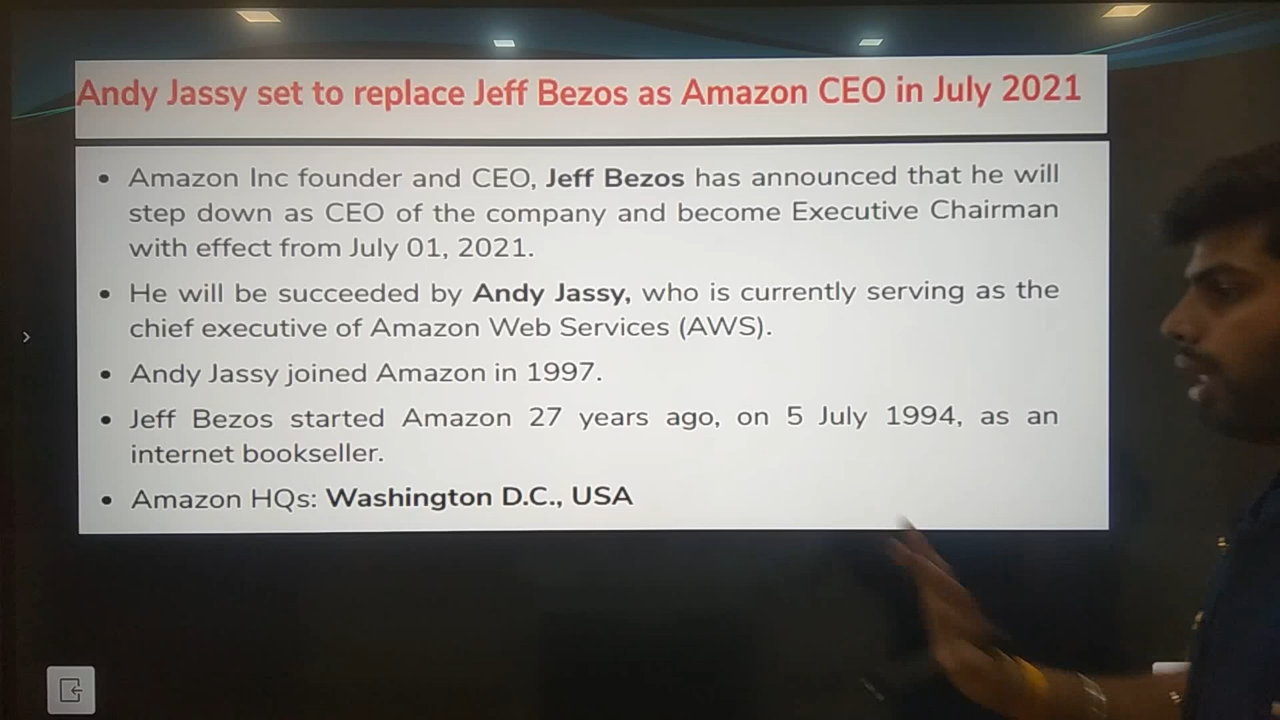 Andy Jassy set to replace Jeff Bezos as Amazon CEO in July 2021
• Amazon Inc founder and CEO, Jeff Bezos has announced that he will
step down as CEO of the company and become Executive Chairman
with effect from July 01, 2021.
• He will be succeeded by Andy Jassy, who is currently serving as the
chief executive of Amazon Web Services (AWS).
• Andy Jassy joined Amazon in 1997.
• Jeff Bezos started Amazon 27 years ago, on 5 July 1994, as an
internet bookseller.
• Amazon HQs: Washington D.C., USA